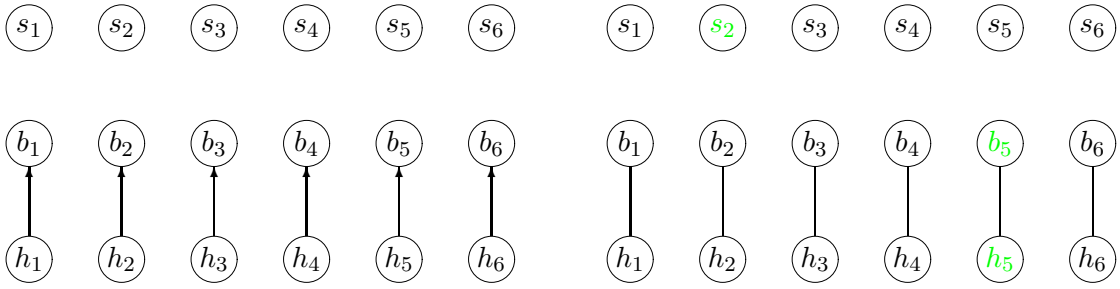 s₁ s₂ s₃ s₄ s₅ s₆ s₁ s₂ s₃ s₄ s₅ s₆
b₁ b₂ b₃ b₄ b₅ b₆ b₁ b₂ b₃ b₄ b₅ b₆
h₁ h₂ h₃ h₄ h₅ h₆ h₁ h₂ h₃ h₄ h₅ h₆